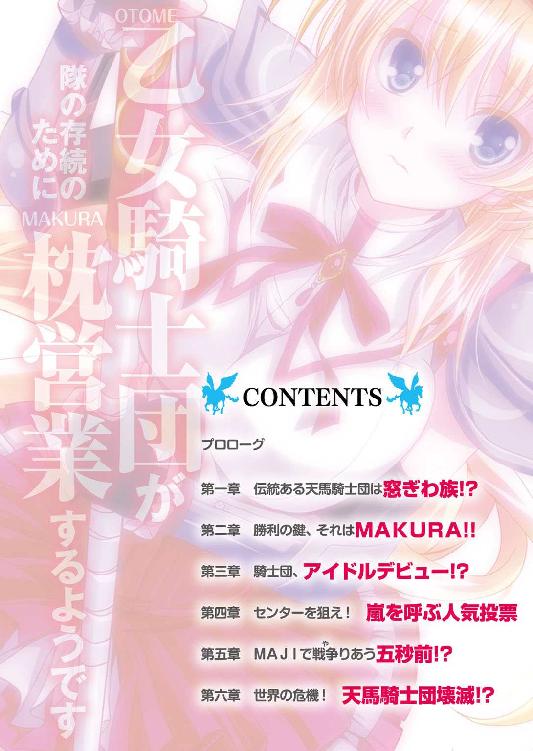 OTOME
乙女騎士団が
隊の存続の
ために
MAKURA
枕営業するようです
CONTENTS
プロローグ
第一章 伝統ある天馬騎士団は窓ぎわ族!?
第二章 勝利の鍵、それはMAKURA!!
第三章 騎士団、アイドルデビュー!?
第四章 センターを狙え! 嵐を呼ぶ人気投票
や
第五章 MAJIで戦争りあう五秒前!?
第六章 世界の危機! 天馬騎士団壊滅!?